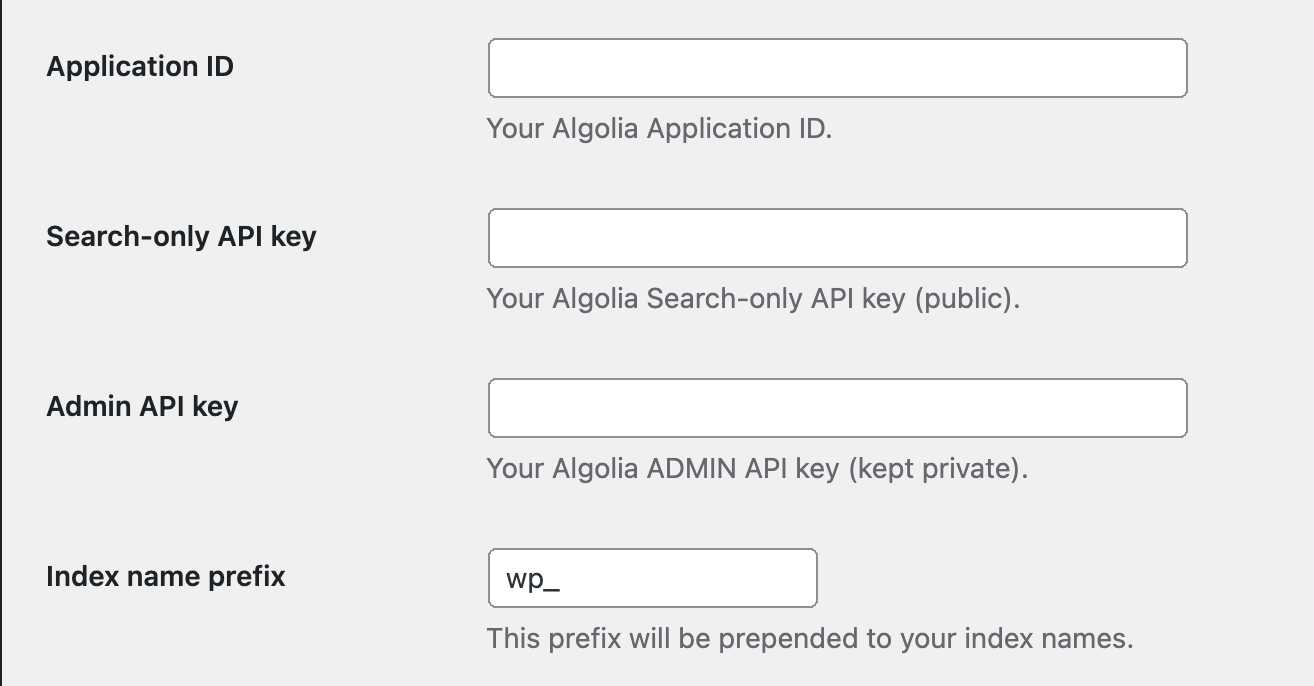 Application ID
Your Algolia Application ID.
Search-only API key
Your Algolia Search-only API key (public).
Admin API key
Your Algolia ADMIN API key (kept private).
Index name prefix
wp_
This prefix will be prepended to your index names.